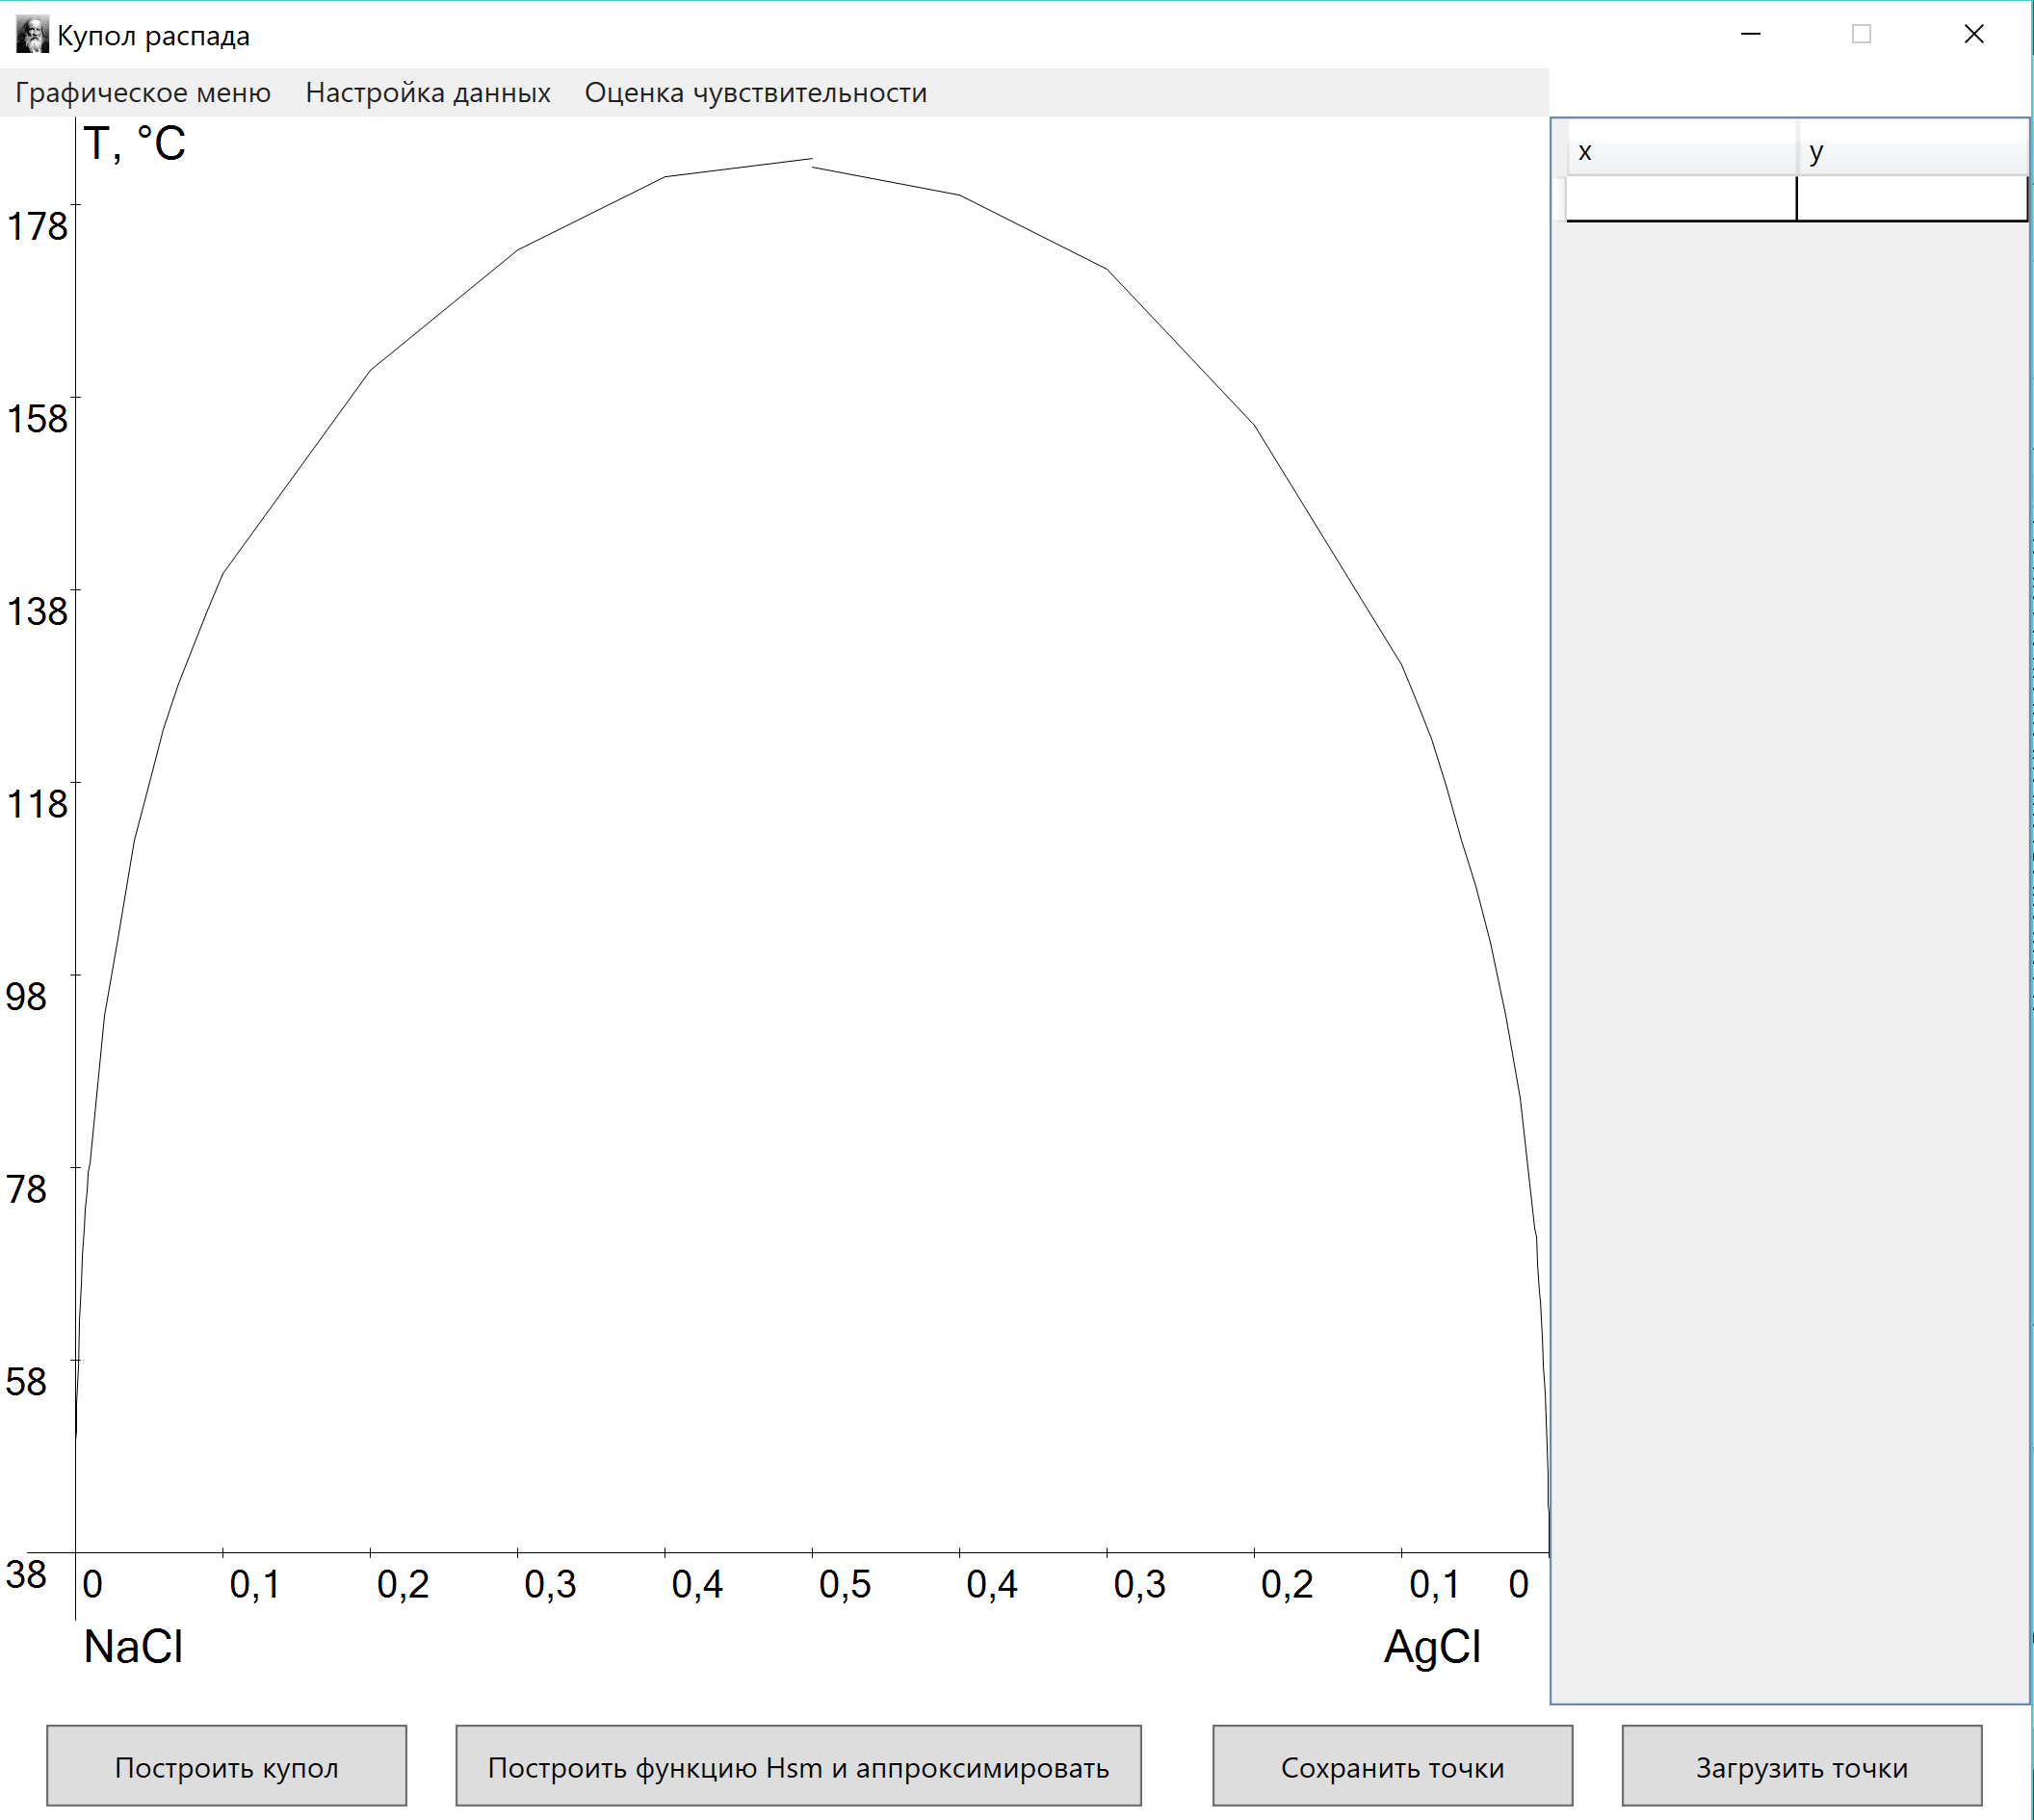 Купол распада
Графическое меню Настройка данных Оценка чувствительности
T, °C
x y
178
158
138
118
98
78
58
38
0 0,1 0,2 0,3 0,4 0,5 0,4 0,3 0,2 0,1 0
NaCl AgCl
Построить купол Построить функцию Hsm и аппроксимировать Сохранить точки Загрузить точки